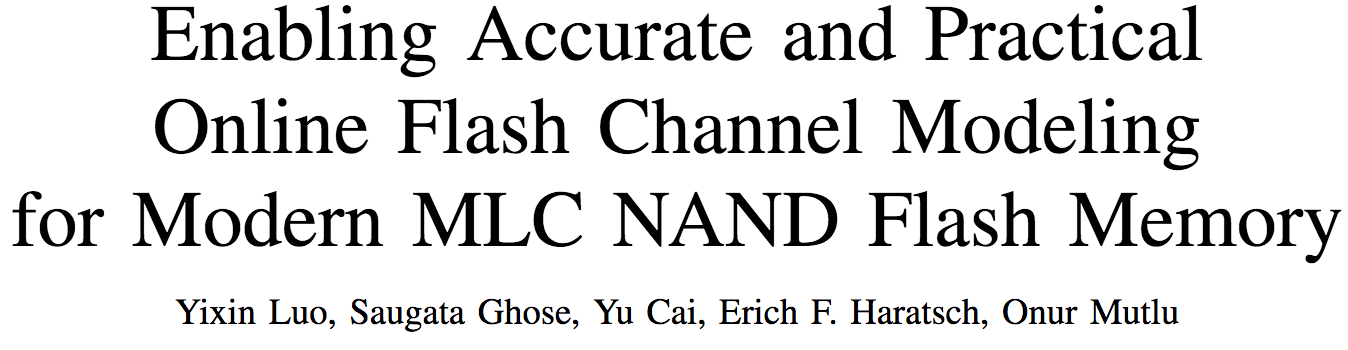 Enabling Accurate and Practical
Online Flash Channel Modeling
for Modern MLC NAND Flash Memory
Yixin Luo, Saugata Ghose, Yu Cai, Erich F. Haratsch, Onur Mutlu